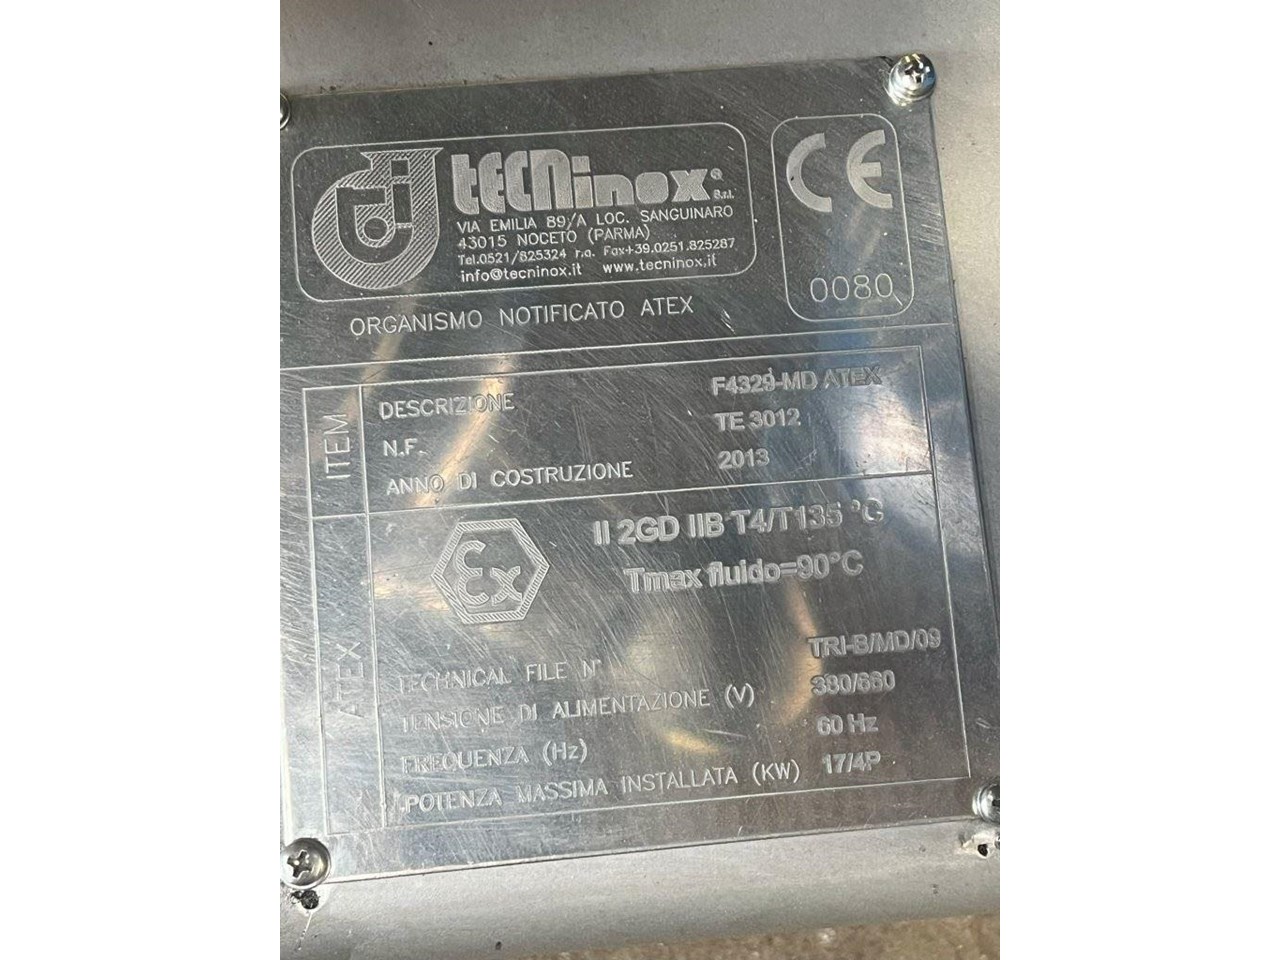 tecninox®
S.r.l.
VIA EMILIA 89/A LOC. SANGUINARO
43015 NOCETO (PARMA)
Tel.0521/825324 r.a. Fax+39.0251.825287
info@tecninox.it www.tecninox.it
CE
0080
ORGANISMO NOTIFICATO ATEX
ITEM
DESCRIZIONE F4329-MD ATEX
N.F. TE 3012
ANNO DI COSTRUZIONE 2013
ATEX
Ex II 2GD IIB T4/T135 °C
Tmax fluido=90°C
TECHNICAL FILE N° TRI-B/MD/09
TENSIONE DI ALIMENTAZIONE (V) 380/660
FREQUENZA (Hz) 60 Hz
POTENZA MASSIMA INSTALLATA (KW) 17/4P